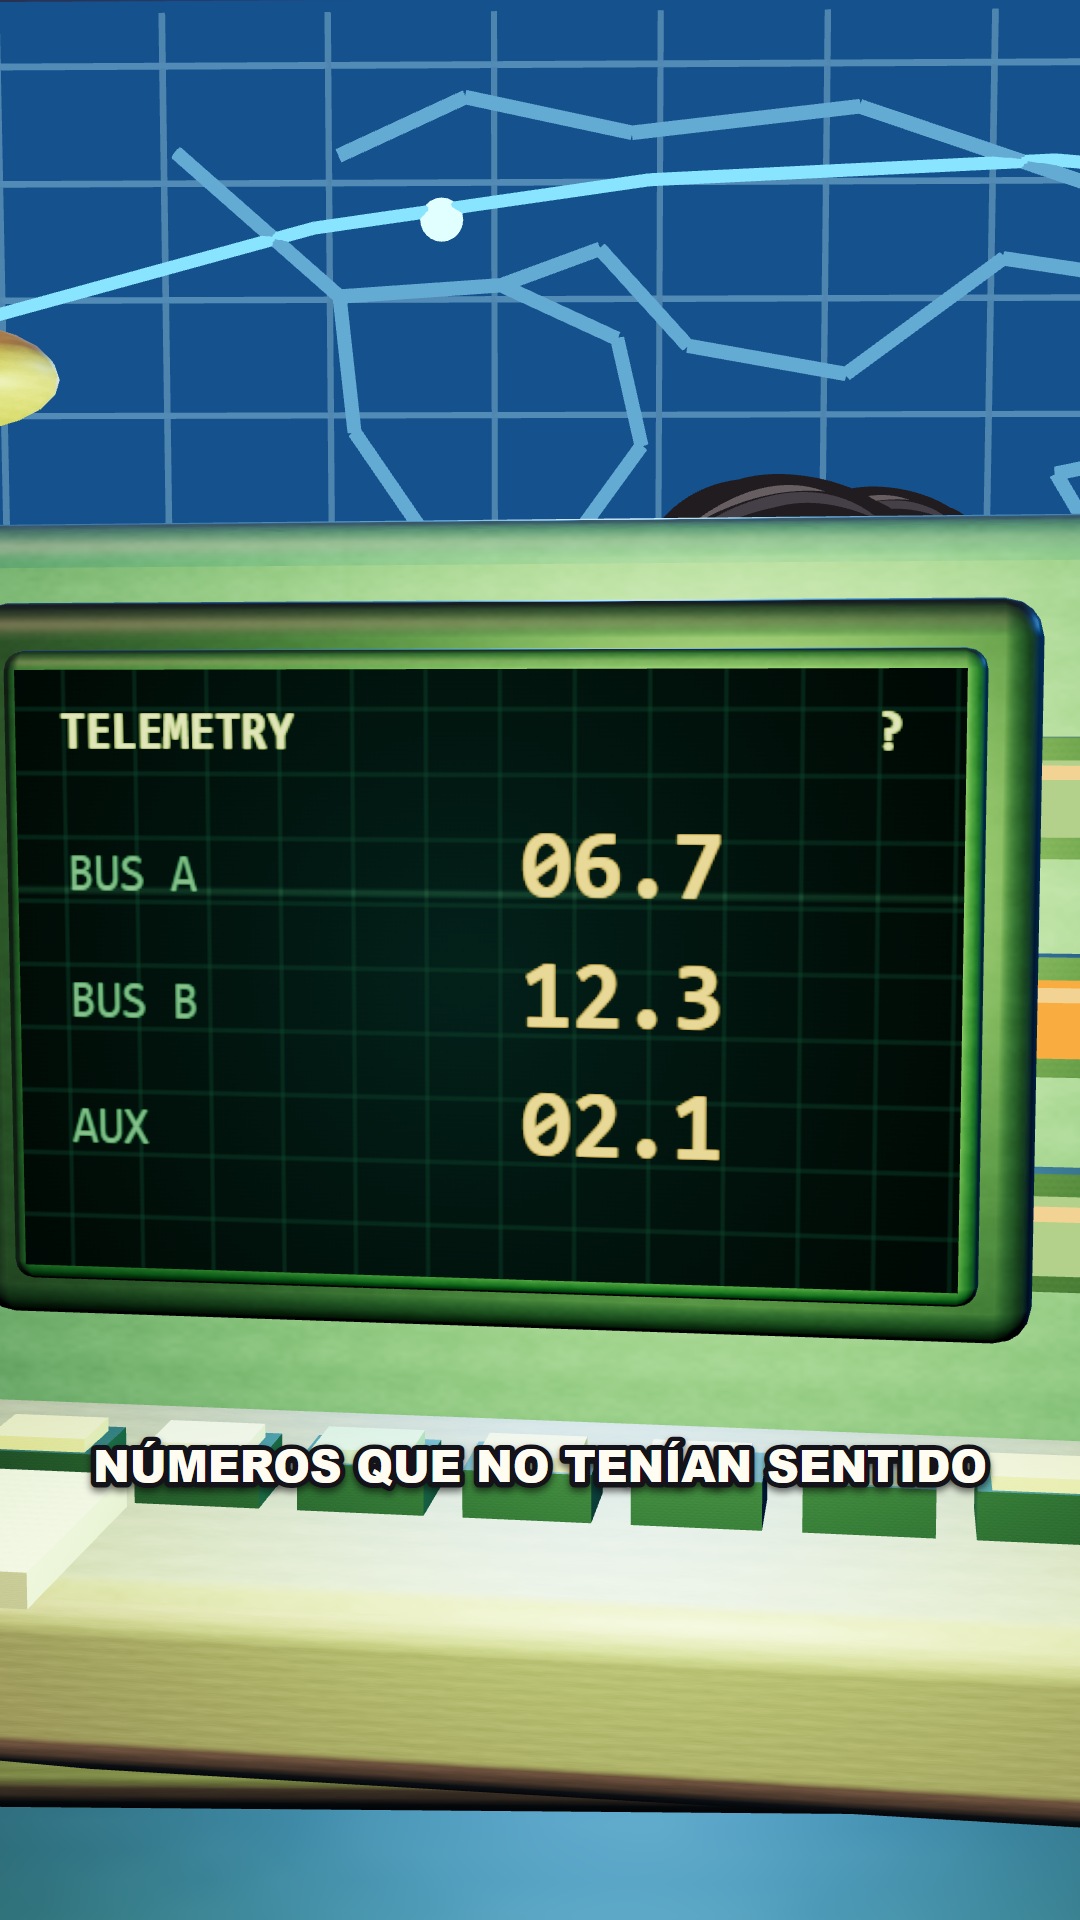 TELEMETRY ?
BUS A 06.7
BUS B 12.3
AUX 02.1
NÚMEROS QUE NO TENÍAN SENTIDO